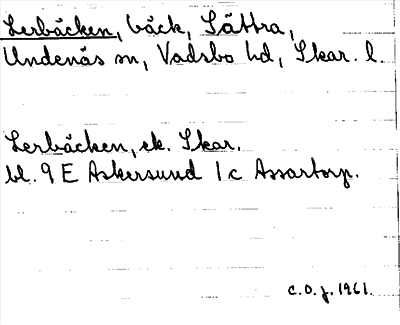 Lerbäcken, bäck, Sättra,
Undenäs sn, Vadsbo hd, Skar. l.
Lerbäcken, ek. Skar.
bl. 9 E Askersund 1 c Assartorp.
C.O.f. 1961.